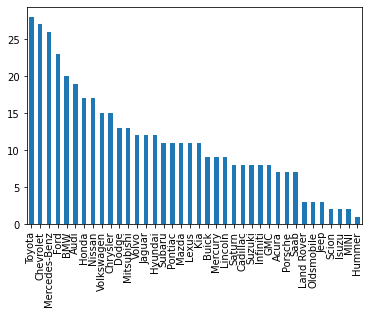 25
20
15
10
5
0
Toyota
Chevrolet
Mercedes-Benz
Ford
BMW
Audi
Honda
Nissan
Volkswagen
Chrysler
Dodge
Mitsubishi
Volvo
Jaguar
Hyundai
Subaru
Pontiac
Mazda
Lexus
Kia
Buick
Mercury
Lincoln
Saturn
Cadillac
Suzuki
Infiniti
GMC
Acura
Porsche
Saab
Land Rover
Oldsmobile
Jeep
Scion
Isuzu
MINI
Hummer